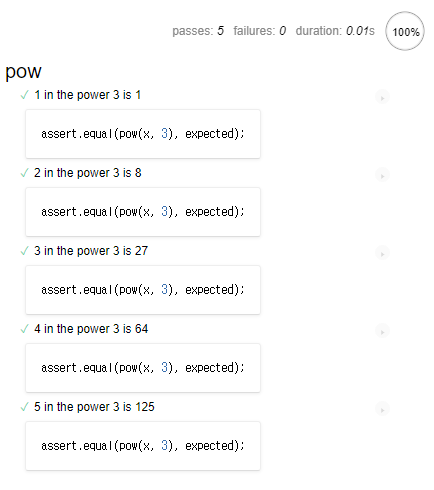 passes: 5 failures: 0 duration: 0.01s 100%
pow
✓ 1 in the power 3 is 1
assert.equal(pow(x, 3), expected);
✓ 2 in the power 3 is 8
assert.equal(pow(x, 3), expected);
✓ 3 in the power 3 is 27
assert.equal(pow(x, 3), expected);
✓ 4 in the power 3 is 64
assert.equal(pow(x, 3), expected);
✓ 5 in the power 3 is 125
assert.equal(pow(x, 3), expected);